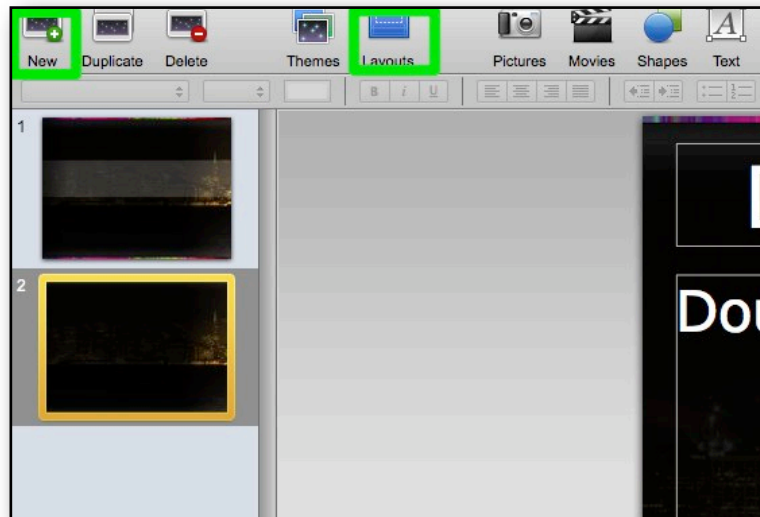 New Duplicate Delete Themes Layouts Pictures Movies Shapes Text
B i U
1
2
Dou